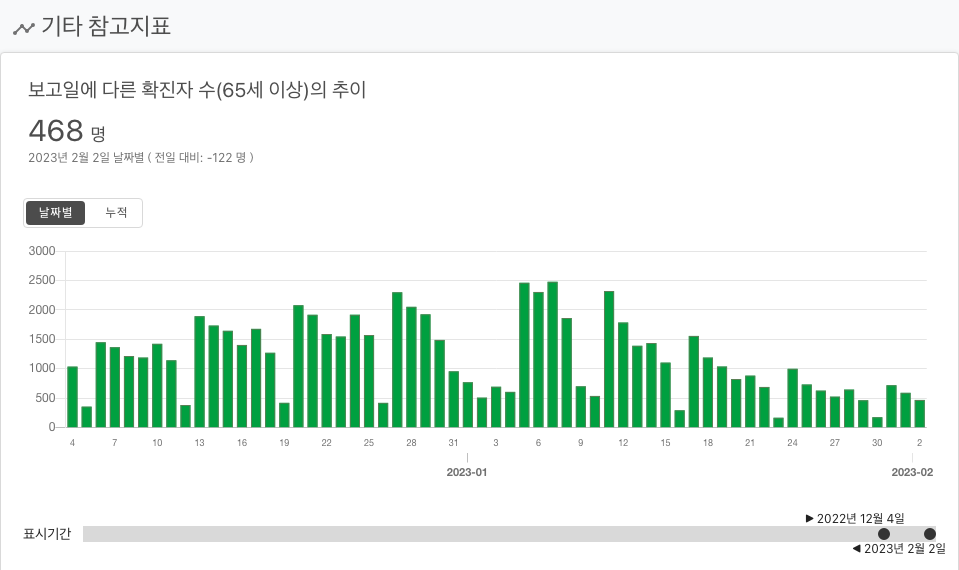 기타 참고지표
보고일에 다른 확진자 수(65세 이상)의 추이
468 명
2023년 2월 2일 날짜별 ( 전일 대비: -122 명 )
날짜별 누적
3000
2500
2000
1500
1000
500
0
4 7 10 13 16 19 22 25 28 31 3 6 9 12 15 18 21 24 27 30 2
2023-01 2023-02
▶ 2022년 12월 4일
표시기간
◀ 2023년 2월 2일